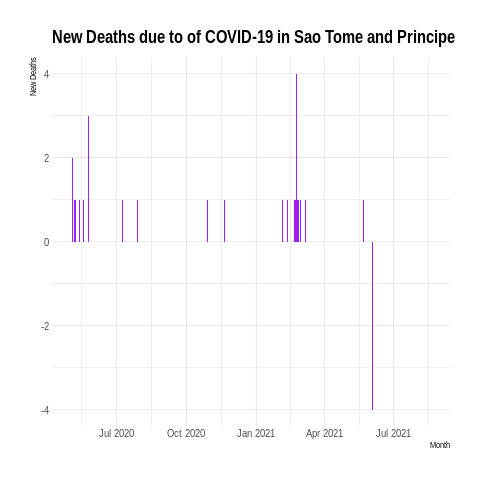 New Deaths due to of COVID-19 in Sao Tome and Principe
New Deaths
4
2
0
-2
-4
Jul 2020 Oct 2020 Jan 2021 Apr 2021 Jul 2021
Month